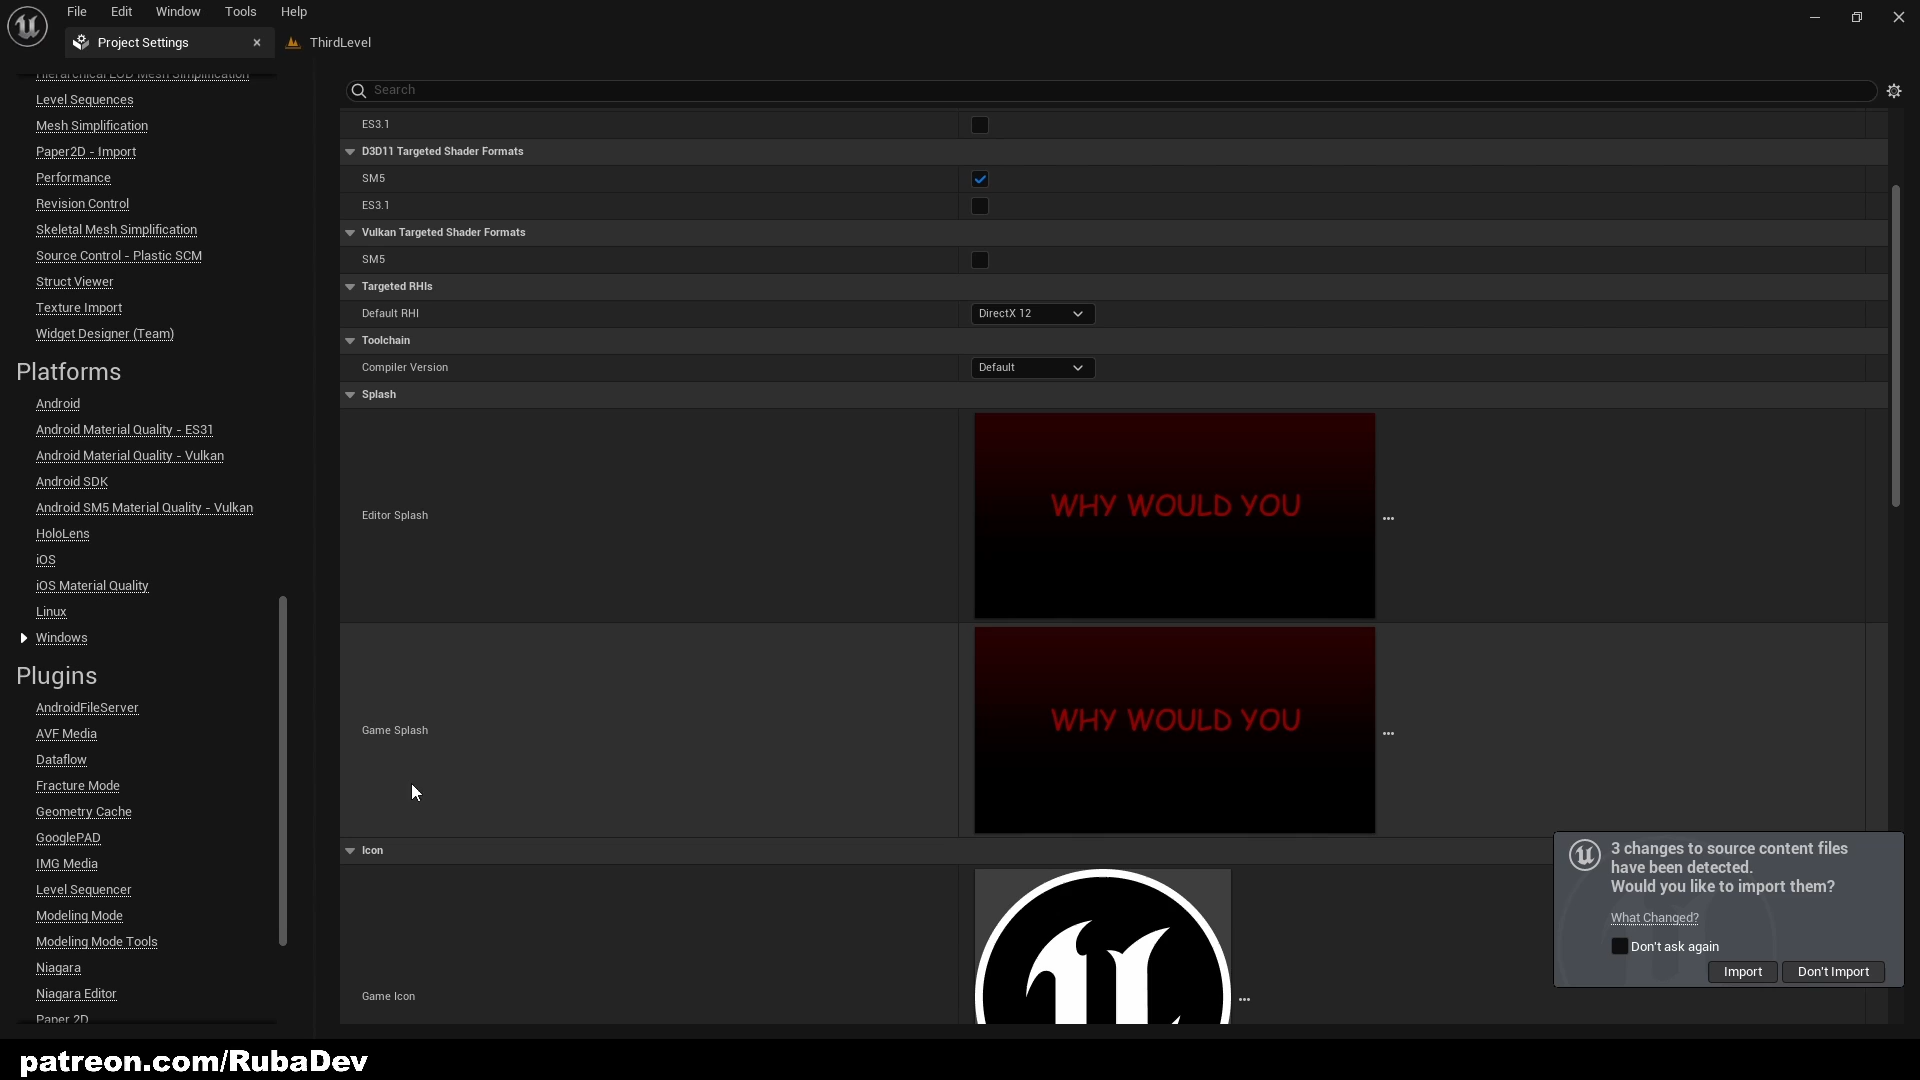 File Edit Window Tools Help
Project Settings
ThirdLevel
Hierarchical LOD Mesh Simplification
Level Sequences
Mesh Simplification
Paper2D - Import
Performance
Revision Control
Skeletal Mesh Simplification
Source Control - Plastic SCM
Struct Viewer
Texture Import
Widget Designer (Team)
Platforms
Android
Android Material Quality - ES31
Android Material Quality - Vulkan
Android SDK
Android SM5 Material Quality - Vulkan
HoloLens
iOS
iOS Material Quality
Linux
Windows
Plugins
AndroidFileServer
AVF Media
Dataflow
Fracture Mode
Geometry Cache
GooglePAD
IMG Media
Level Sequencer
Modeling Mode
Modeling Mode Tools
Niagara
Niagara Editor
Paper 2D
Search
ES3.1
D3D11 Targeted Shader Formats
SM5
ES3.1
Vulkan Targeted Shader Formats
SM5
Targeted RHIs
Default RHI DirectX 12
Toolchain
Compiler Version Default
Splash
Editor Splash
WHY WOULD YOU
Game Splash
WHY WOULD YOU
Icon
Game Icon
3 changes to source content files
have been detected.
Would you like to import them?
What Changed?
Don't ask again
Import Don't Import
patreon.com/RubaDev